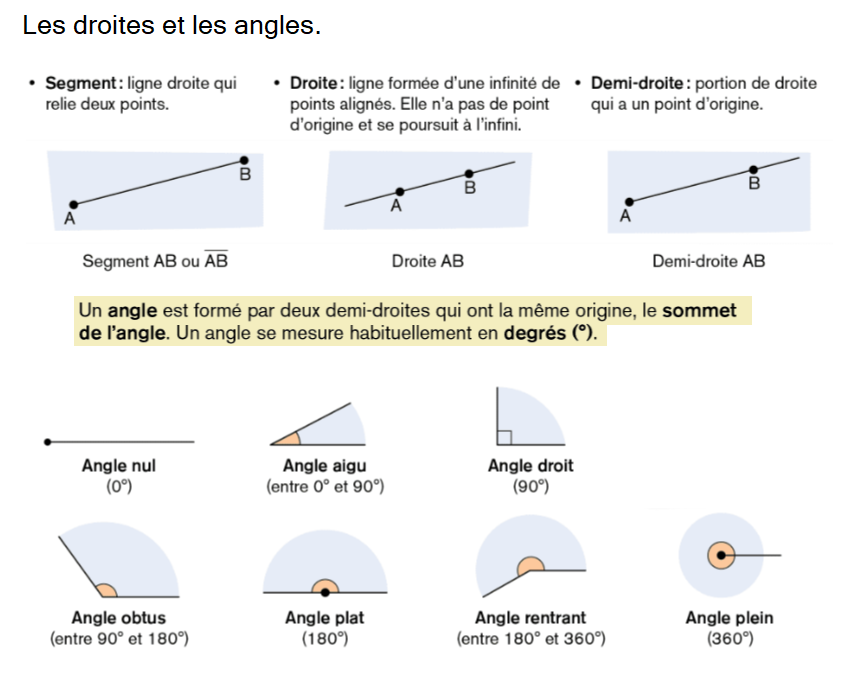 Les droites et les angles.
• Segment : ligne droite qui
relie deux points.
• Droite : ligne formée d'une infinité de
points alignés. Elle n'a pas de point
d'origine et se poursuit à l'infini.
• Demi-droite : portion de droite
qui a un point d'origine.
A
B
A
B
A
B
Segment AB ou A̅B̅
Droite AB
Demi-droite AB
Un angle est formé par deux demi-droites qui ont la même origine, le sommet
de l'angle. Un angle se mesure habituellement en degrés (°).
Angle nul
(0°)
Angle aigu
(entre 0° et 90°)
Angle droit
(90°)
Angle obtus
(entre 90° et 180°)
Angle plat
(180°)
Angle rentrant
(entre 180° et 360°)
Angle plein
(360°)